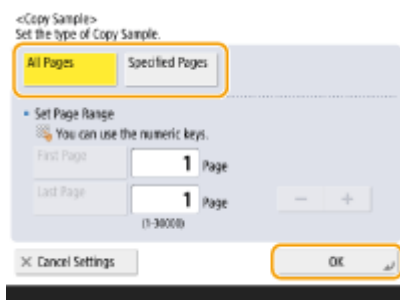 <Copy Sample>
Set the type of Copy Sample.
All Pages
Specified Pages
Set Page Range
You can use the numeric keys.
First Page
1 Page
Last Page
1 Page
- +
(1-30000)
× Cancel Settings
OK